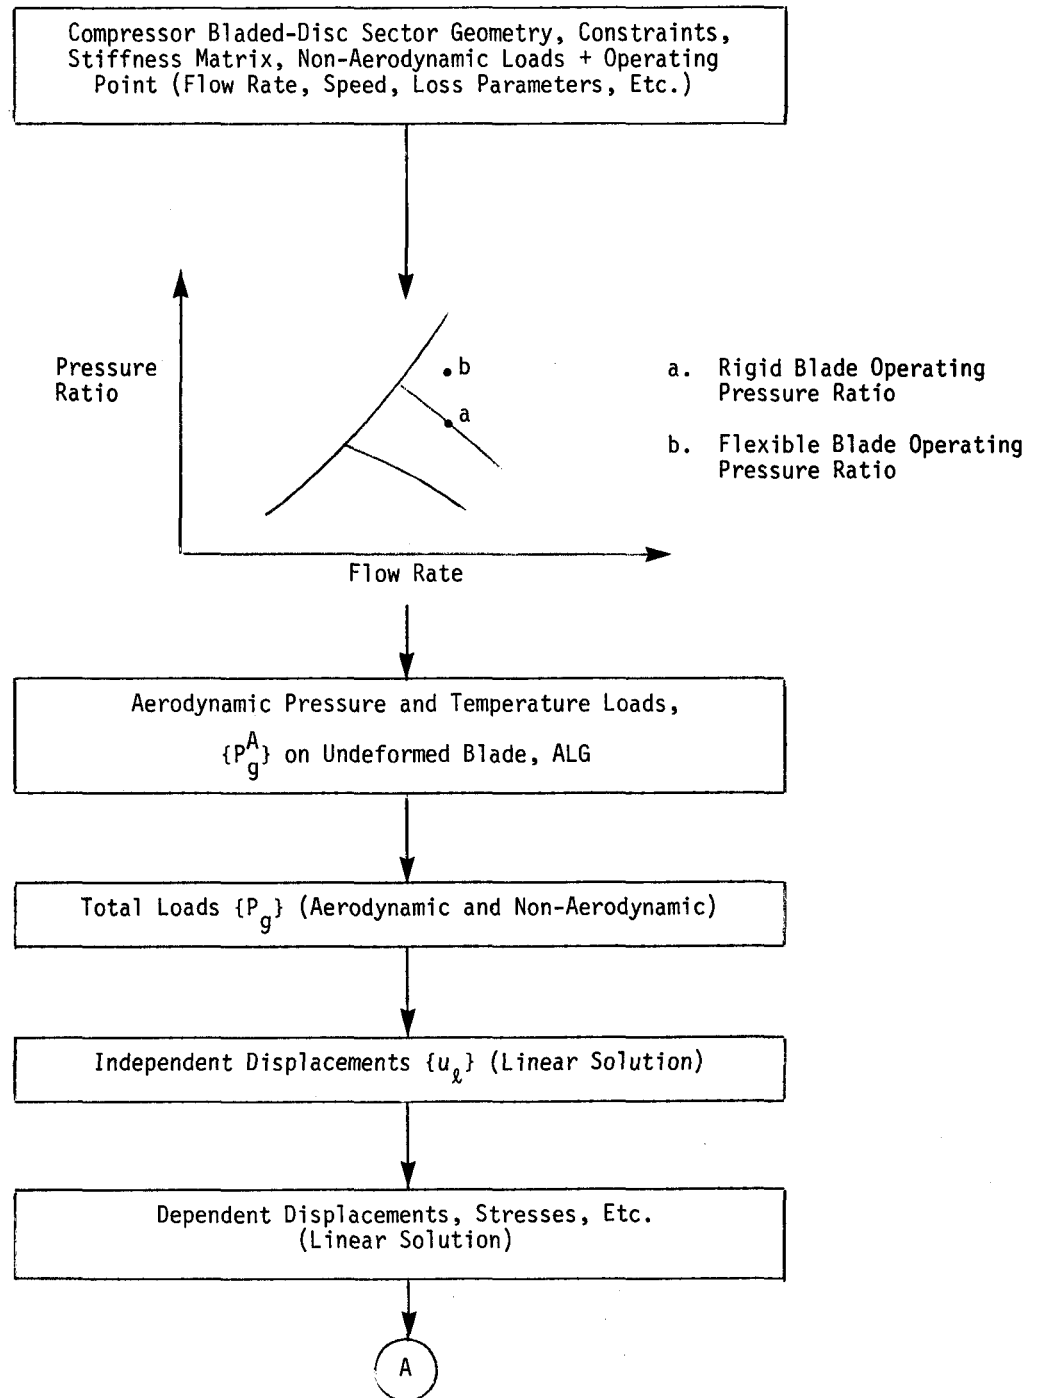 Compressor Bladed-Disc Sector Geometry, Constraints,
Stiffness Matrix, Non-Aerodynamic Loads + Operating
Point (Flow Rate, Speed, Loss Parameters, Etc.)
Pressure
Ratio
b
a
a. Rigid Blade Operating
Pressure Ratio
b. Flexible Blade Operating
Pressure Ratio
Flow Rate
Aerodynamic Pressure and Temperature Loads,
{P_g^A} on Undeformed Blade, ALG
Total Loads {P_g} (Aerodynamic and Non-Aerodynamic)
Independent Displacements {u_ℓ} (Linear Solution)
Dependent Displacements, Stresses, Etc.
(Linear Solution)
A